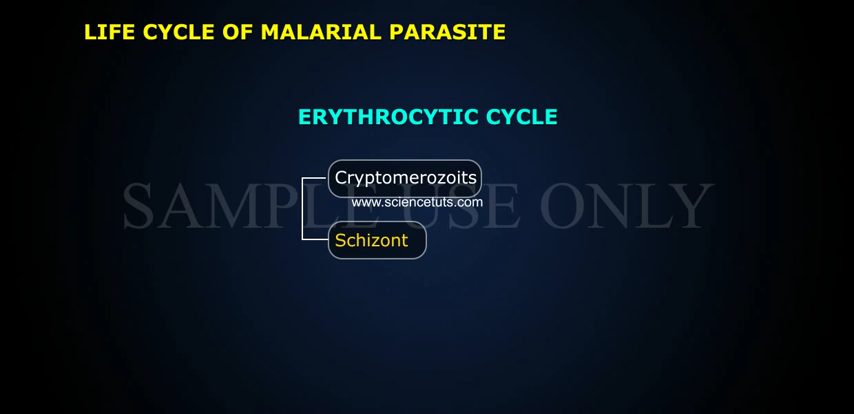 LIFE CYCLE OF MALARIAL PARASITE
ERYTHROCYTIC CYCLE
Cryptomerozoits
www.sciencetuts.com
SAMPLE USE ONLY
Schizont